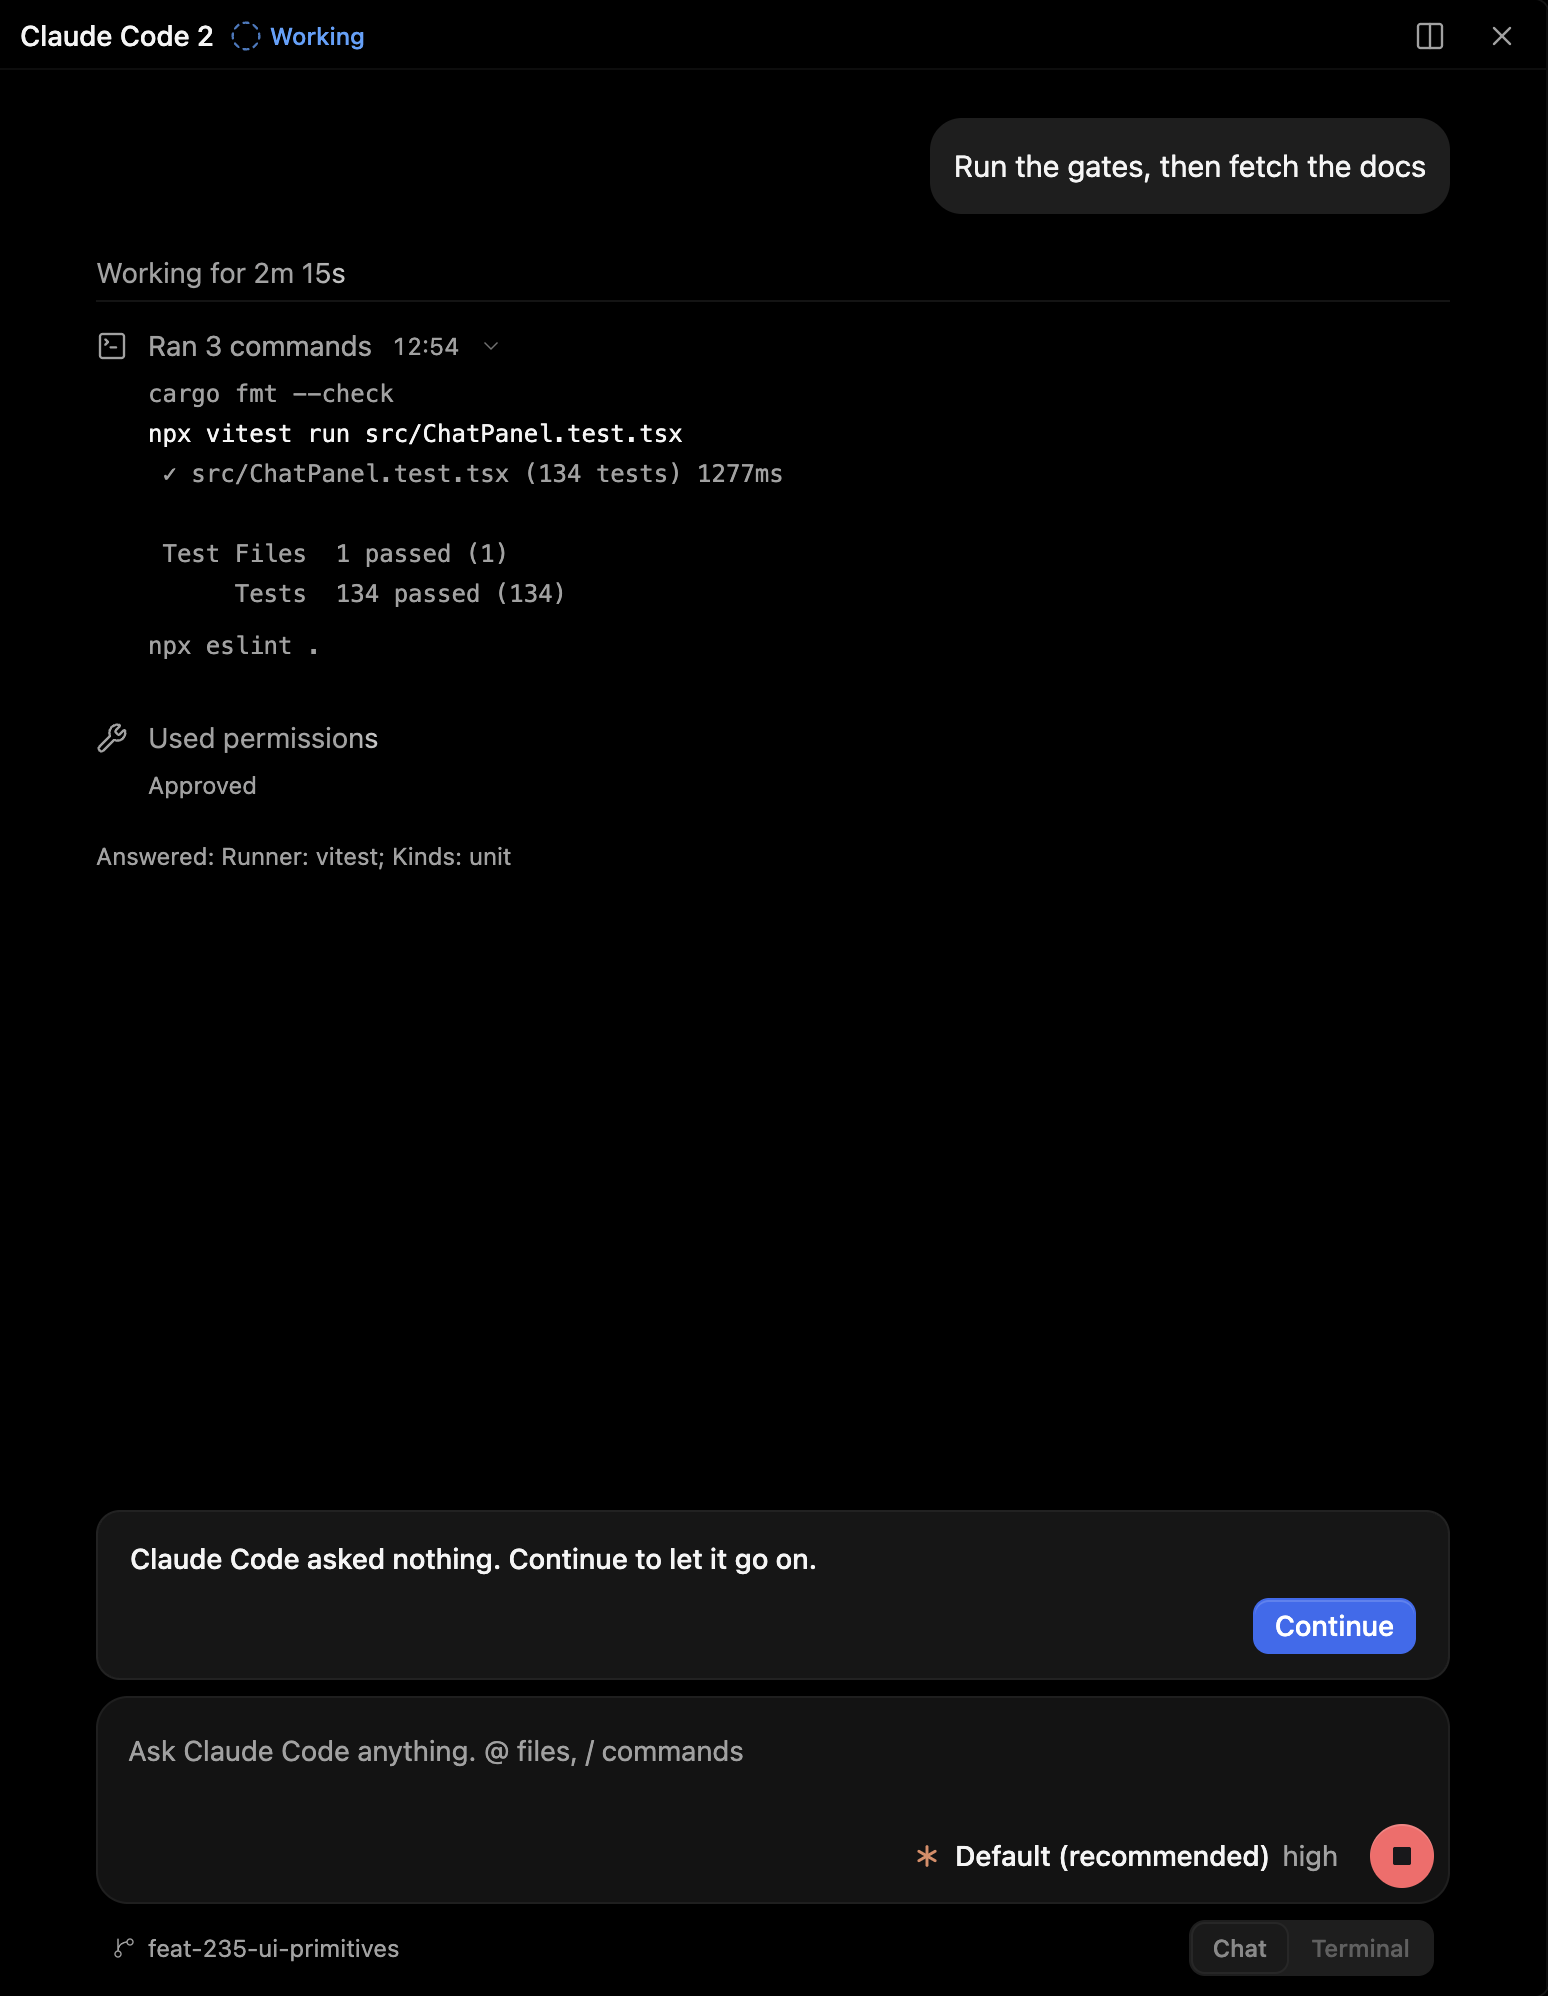 Claude Code 2 Working
Run the gates, then fetch the docs
Working for 2m 15s
Ran 3 commands 12:54
cargo fmt --check
npx vitest run src/ChatPanel.test.tsx
✓ src/ChatPanel.test.tsx (134 tests) 1277ms
Test Files 1 passed (1)
Tests 134 passed (134)
npx eslint .
Used permissions
Approved
Answered: Runner: vitest; Kinds: unit
Claude Code asked nothing. Continue to let it go on.
Continue
Ask Claude Code anything. @ files, / commands
Default (recommended) high
feat-235-ui-primitives
Chat Terminal